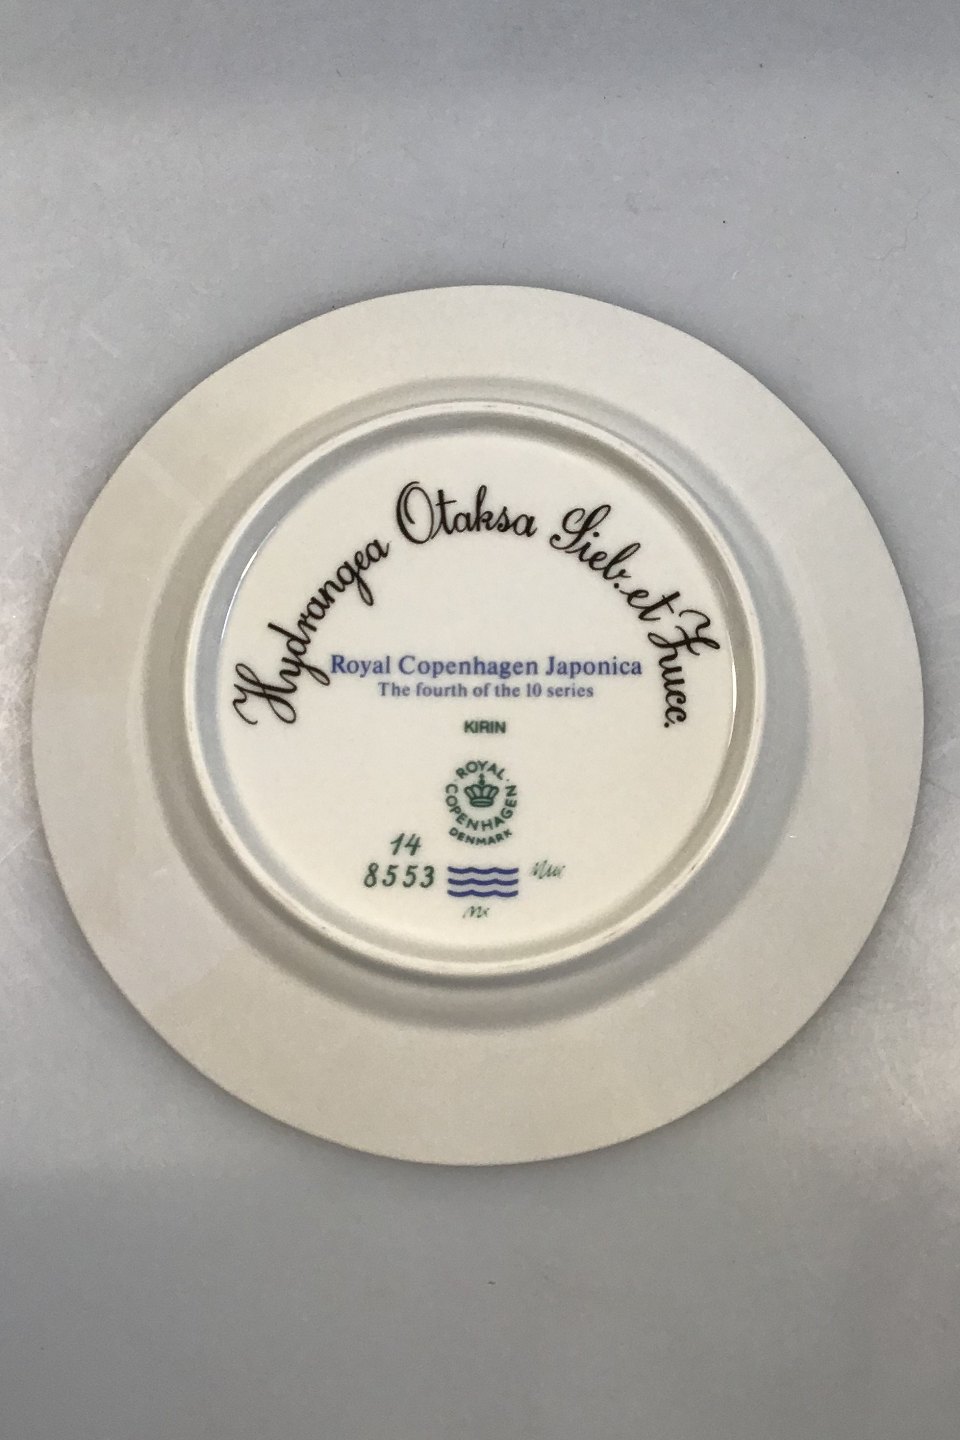 Hydrangea Otaksa Sieb. et Zucc.
Royal Copenhagen Japonica
The fourth of the 10 series
KIRIN
ROYAL COPENHAGEN
DENMARK
14
8553